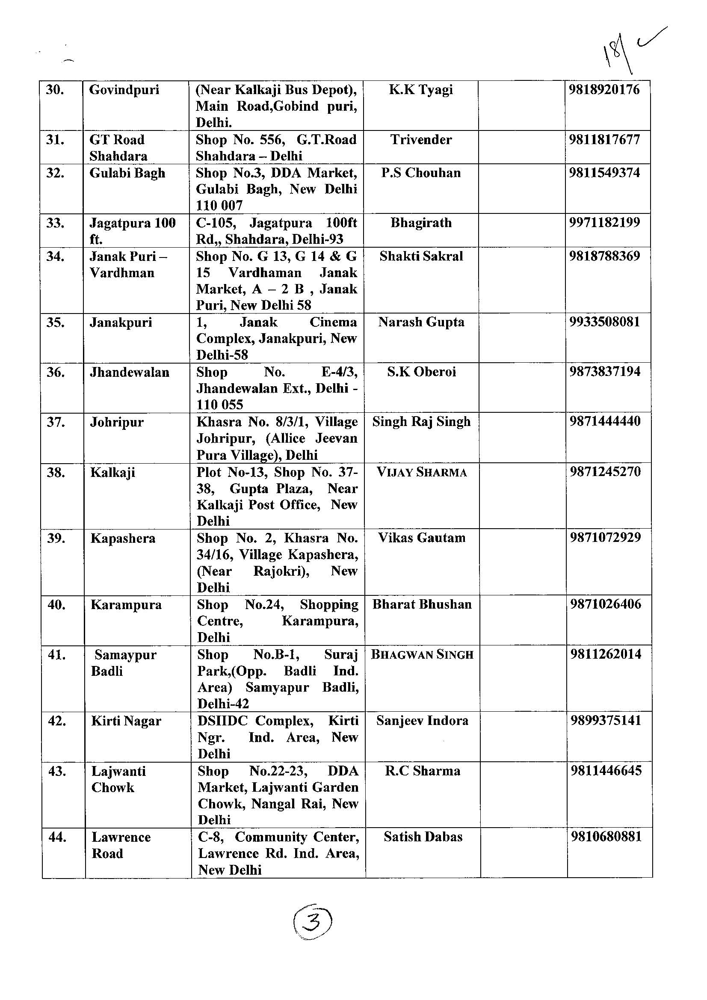 18/
30. Govindpuri (Near Kalkaji Bus Depot), K.K Tyagi 9818920176
Main Road,Gobind puri,
Delhi.
31. GT Road Shop No. 556, G.T.Road Trivender 9811817677
Shahdara Shahdara – Delhi
32. Gulabi Bagh Shop No.3, DDA Market, P.S Chouhan 9811549374
Gulabi Bagh, New Delhi
110 007
33. Jagatpura 100 C-105, Jagatpura 100ft Bhagirath 9971182199
ft. Rd,, Shahdara, Delhi-93
34. Janak Puri – Shop No. G 13, G 14 & G Shakti Sakral 9818788369
Vardhman 15 Vardhaman Janak
Market, A – 2 B , Janak
Puri, New Delhi 58
35. Janakpuri 1, Janak Cinema Narash Gupta 9933508081
Complex, Janakpuri, New
Delhi-58
36. Jhandewalan Shop No. E-4/3, S.K Oberoi 9873837194
Jhandewalan Ext., Delhi -
110 055
37. Johripur Khasra No. 8/3/1, Village Singh Raj Singh 9871444440
Johripur, (Allice Jeevan
Pura Village), Delhi
38. Kalkaji Plot No-13, Shop No. 37- VIJAY SHARMA 9871245270
38, Gupta Plaza, Near
Kalkaji Post Office, New
Delhi
39. Kapashera Shop No. 2, Khasra No. Vikas Gautam 9871072929
34/16, Village Kapashera,
(Near Rajokri), New
Delhi
40. Karampura Shop No.24, Shopping Bharat Bhushan 9871026406
Centre, Karampura,
Delhi
41. Samaypur Shop No.B-1, Suraj BHAGWAN SINGH 9811262014
Badli Park,(Opp. Badli Ind.
Area) Samyapur Badli,
Delhi-42
42. Kirti Nagar DSIIDC Complex, Kirti Sanjeev Indora 9899375141
Ngr. Ind. Area, New
Delhi
43. Lajwanti Shop No.22-23, DDA R.C Sharma 9811446645
Chowk Market, Lajwanti Garden
Chowk, Nangal Rai, New
Delhi
44. Lawrence C-8, Community Center, Satish Dabas 9810680881
Road Lawrence Rd. Ind. Area,
New Delhi
3